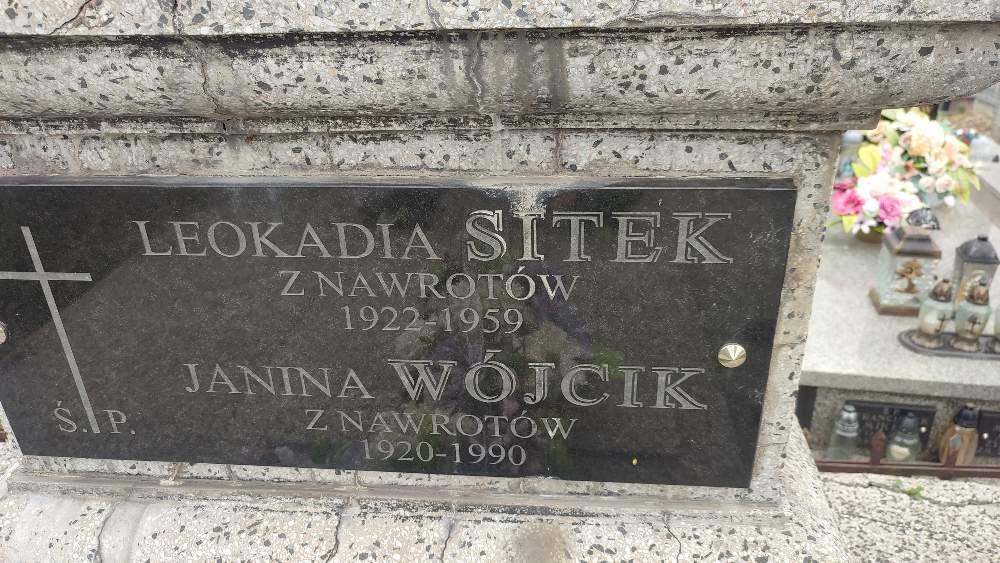 LEOKADIA SITEK
Z NAWROTÓW
1922-1959
JANINA WÓJCIK
Z NAWROTÓW
1920-1990
Ś.P.